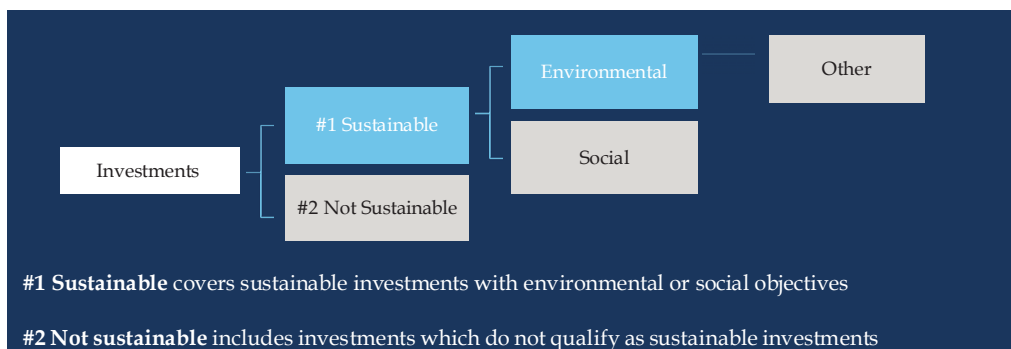 Environmental
Other
#1 Sustainable
Social
Investments
#2 Not Sustainable
#1 Sustainable covers sustainable investments with environmental or social objectives
#2 Not sustainable includes investments which do not qualify as sustainable investments